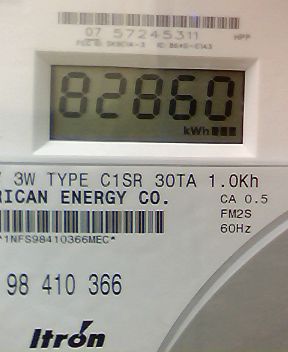 07 57245311 HPP
82860
kWh
3W TYPE C1SR 30TA 1.0Kh
RICAN ENERGY CO.
CA 0.5
FM2S
60Hz
*1NFS98410366MEC*
98 410 366
Itron